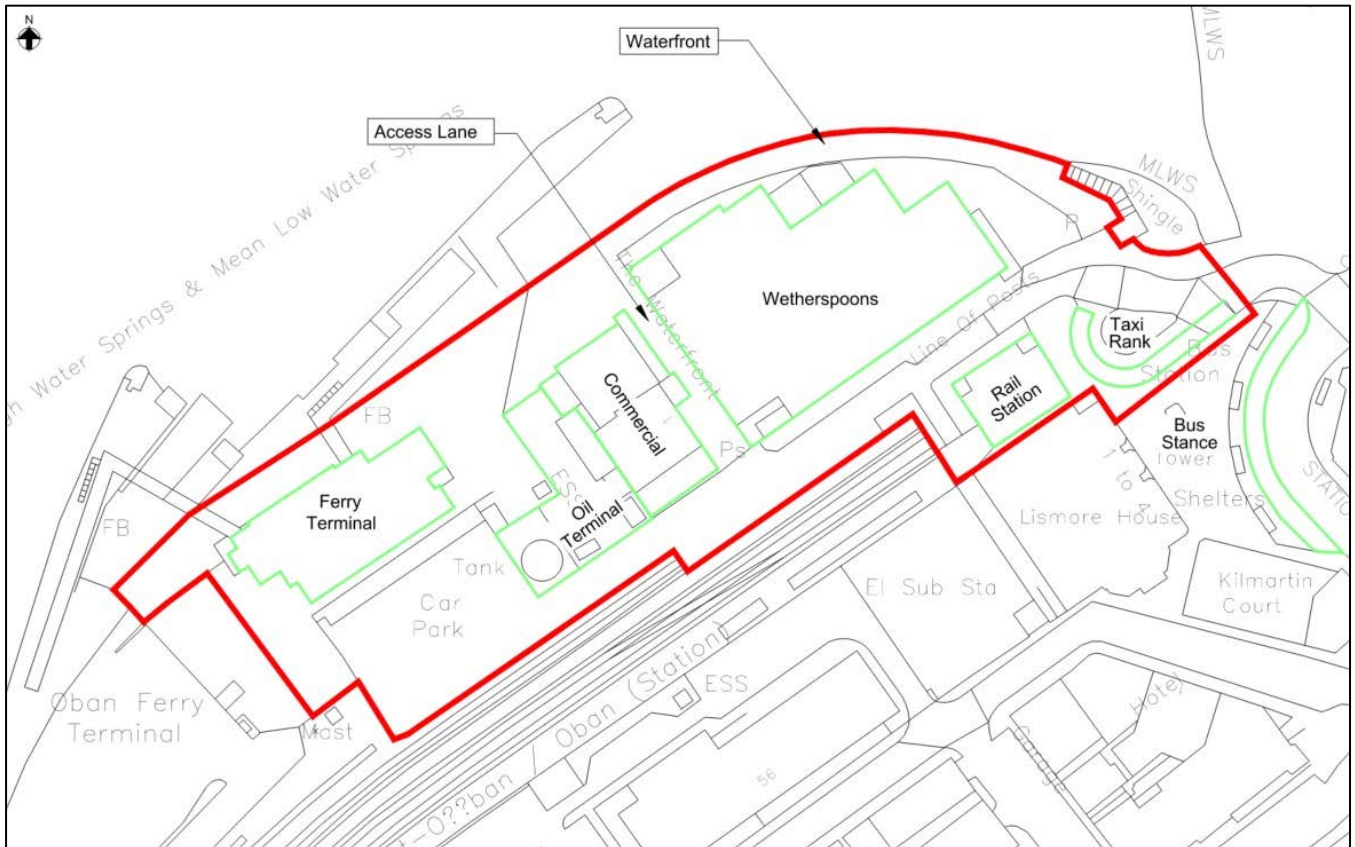 N
Waterfront
MLWS
Access Lane
Water Springs & Mean Low Water Springs
MLWS
Shingle
P
The Waterfront
Wetherspoons
Line Of Posts
Taxi
Rank
Bus
Station
Rail
Station
Bus
Stance
Tower
Shelters
Commercial
Ps
1 to 4
Lismore House
FB
FB
Ferry
Terminal
ESS
Oil
Terminal
Tank
Car
Park
El Sub Sta
Kilmartin
Court
Oban Ferry
Terminal
Mast
Oban (Station)
ESS
Hotel
Garage
56